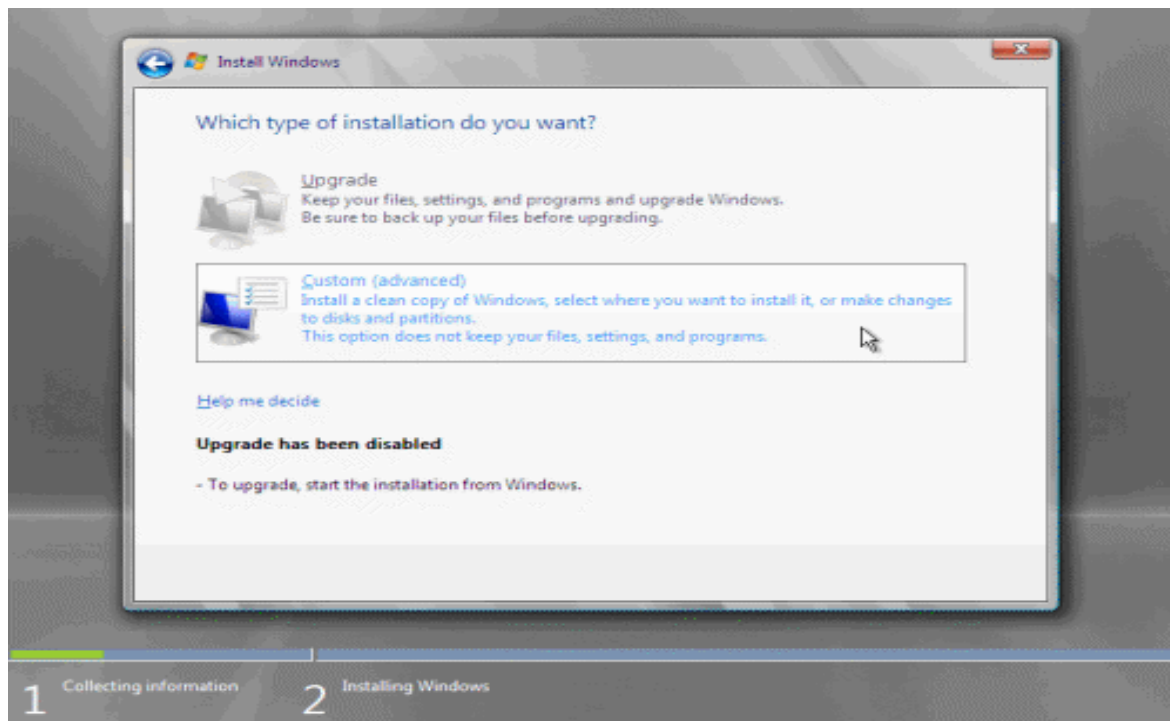 Install Windows
Which type of installation do you want?
Upgrade
Keep your files, settings, and programs and upgrade Windows.
Be sure to back up your files before upgrading.
Custom (advanced)
Install a clean copy of Windows, select where you want to install it, or make changes
to disks and partitions.
This option does not keep your files, settings, and programs.
Help me decide
Upgrade has been disabled
- To upgrade, start the installation from Windows.
1 Collecting information
2 Installing Windows